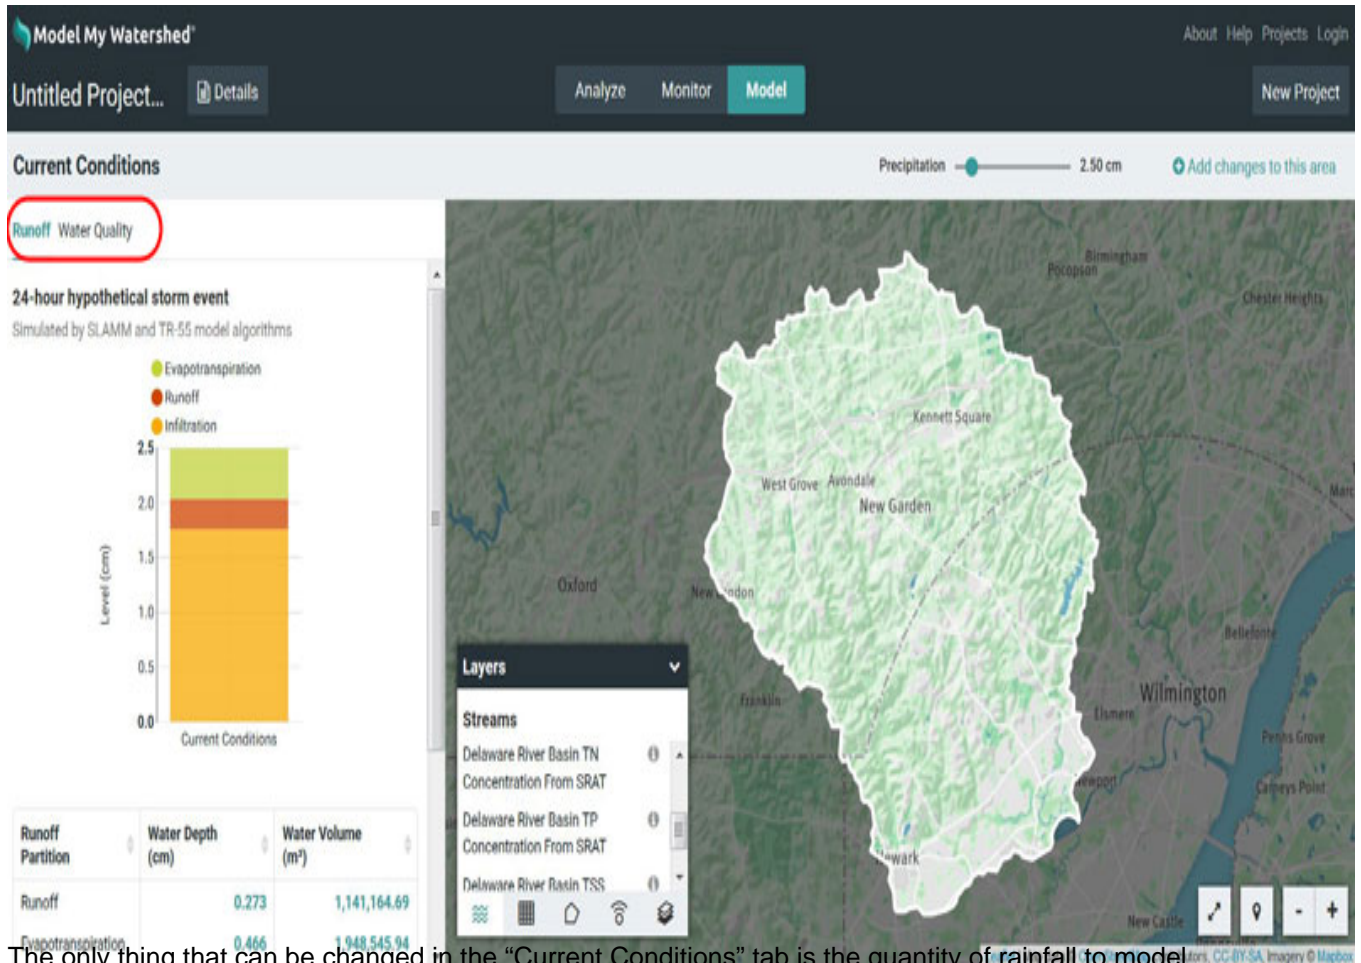 Model My Watershed®
About Help Projects Login
Untitled Project... Details
Analyze Monitor Model
New Project
Current Conditions
Precipitation 2.50 cm
Add changes to this area
Runoff Water Quality
24-hour hypothetical storm event
Simulated by SLAMM and TR-55 model algorithms
Evapotranspiration
Runoff
Infiltration
2.5
2.0
1.5
1.0
0.5
0.0
Level (cm)
Current Conditions
Runoff Partition Water Depth (cm) Water Volume (m³)
Runoff 0.273 1,141,164.69
Evapotranspiration 0.466 1,948,545.94
Birmingham
Pocopson
Chester Heights
Kennett Square
West Grove
Avondale
New Garden
Oxford
Marc
Bellefonte
Franklin
Wilmington
Elsmere
Penns Grove
Carneys Point
Newport
Newark
New Castle
Layers
Streams
Delaware River Basin TN
Concentration From SRAT
Delaware River Basin TP
Concentration From SRAT
Delaware River Basin TSS
- +
CC-BY-SA, Imagery © Mapbox
The only thing that can be changed in the “Current Conditions” tab is the quantity of rainfall to model